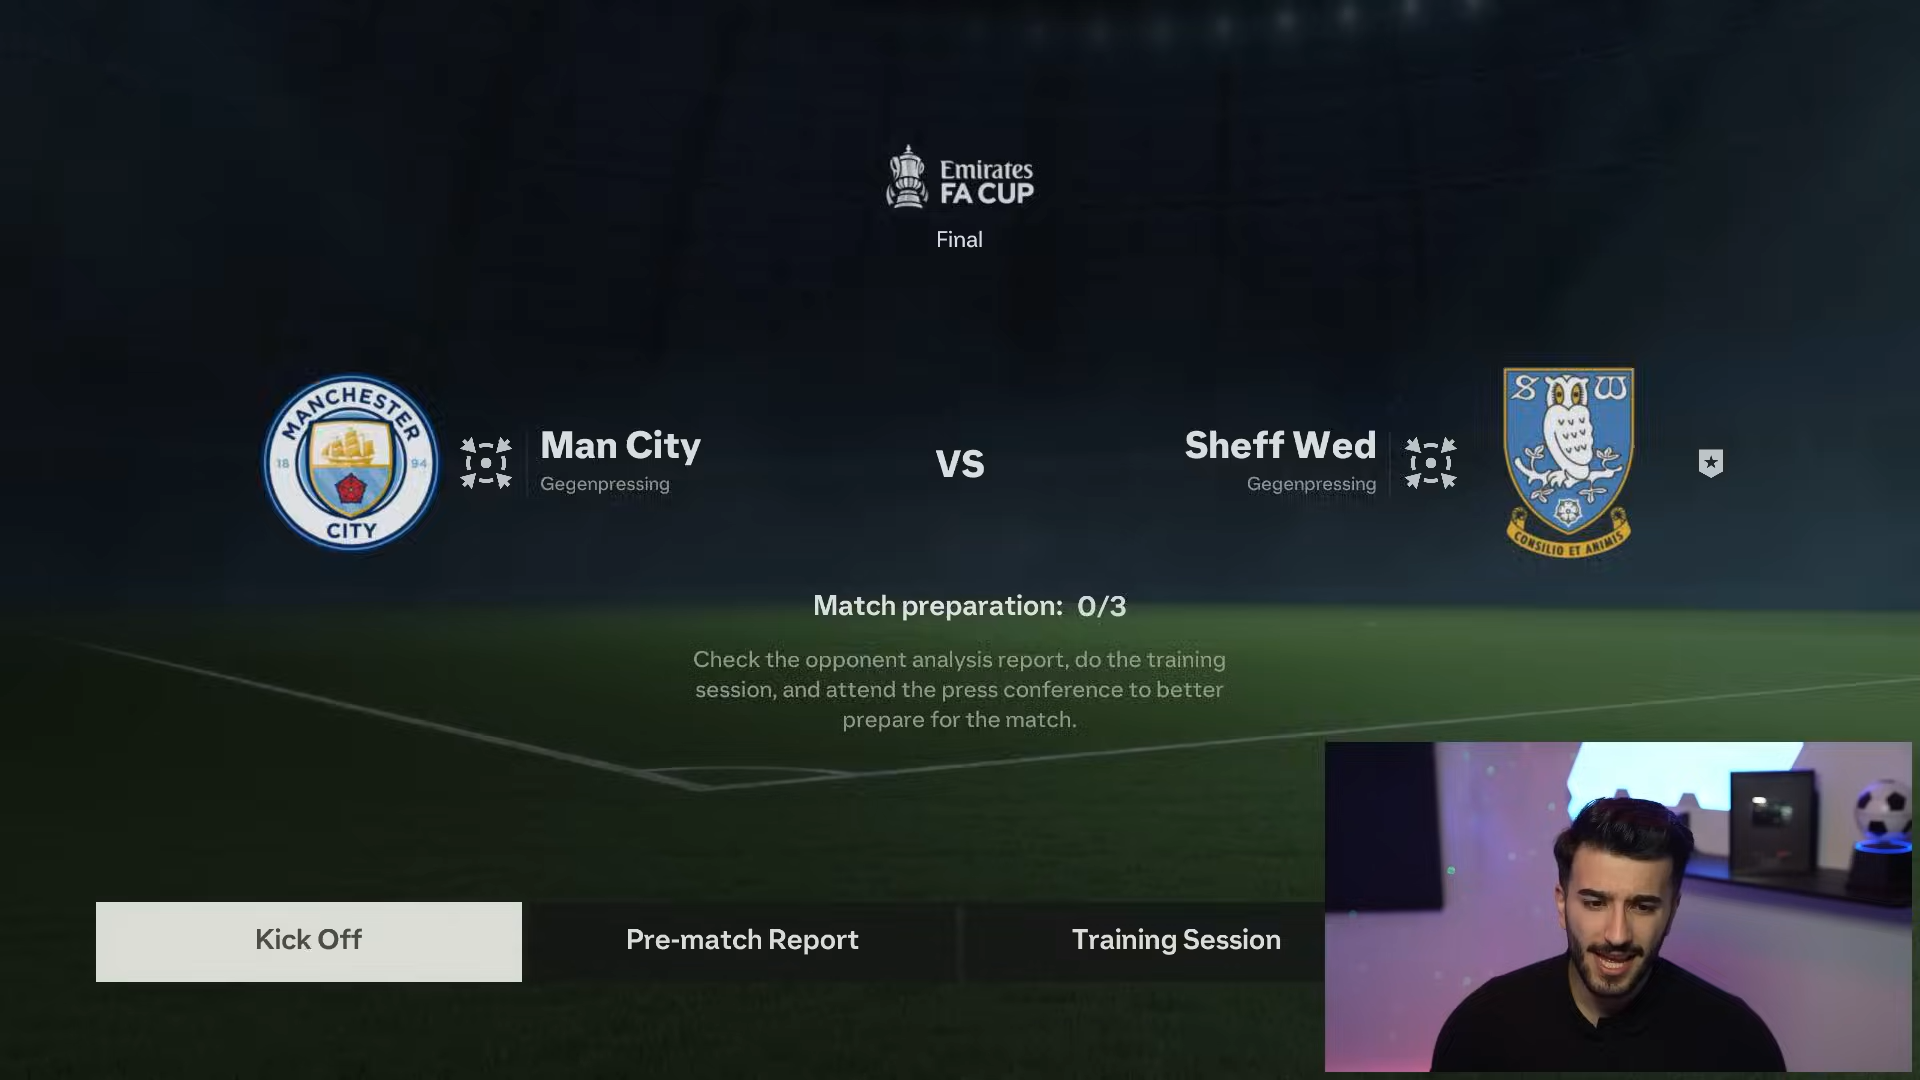 Emirates
FA CUP
Final
MANCHESTER
18 94
CITY
Man City
Gegenpressing
VS
Sheff Wed
Gegenpressing
S W
CONSILIO ET ANIMIS
Match preparation: 0/3
Check the opponent analysis report, do the training
session, and attend the press conference to better
prepare for the match.
Kick Off
Pre-match Report
Training Session